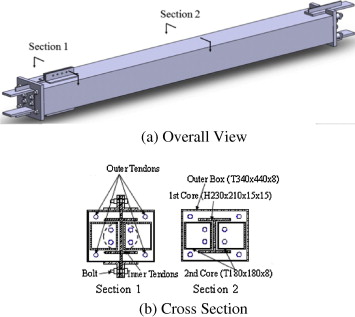 Section 2
Section 1
(a) Overall View
Outer Tendons
Outer Box (T340x440x8)
1st Core (H230x210x15x15)
Bolt
Inner Tendons
2nd Core (T180x180x8)
Section 1
Section 2
(b) Cross Section